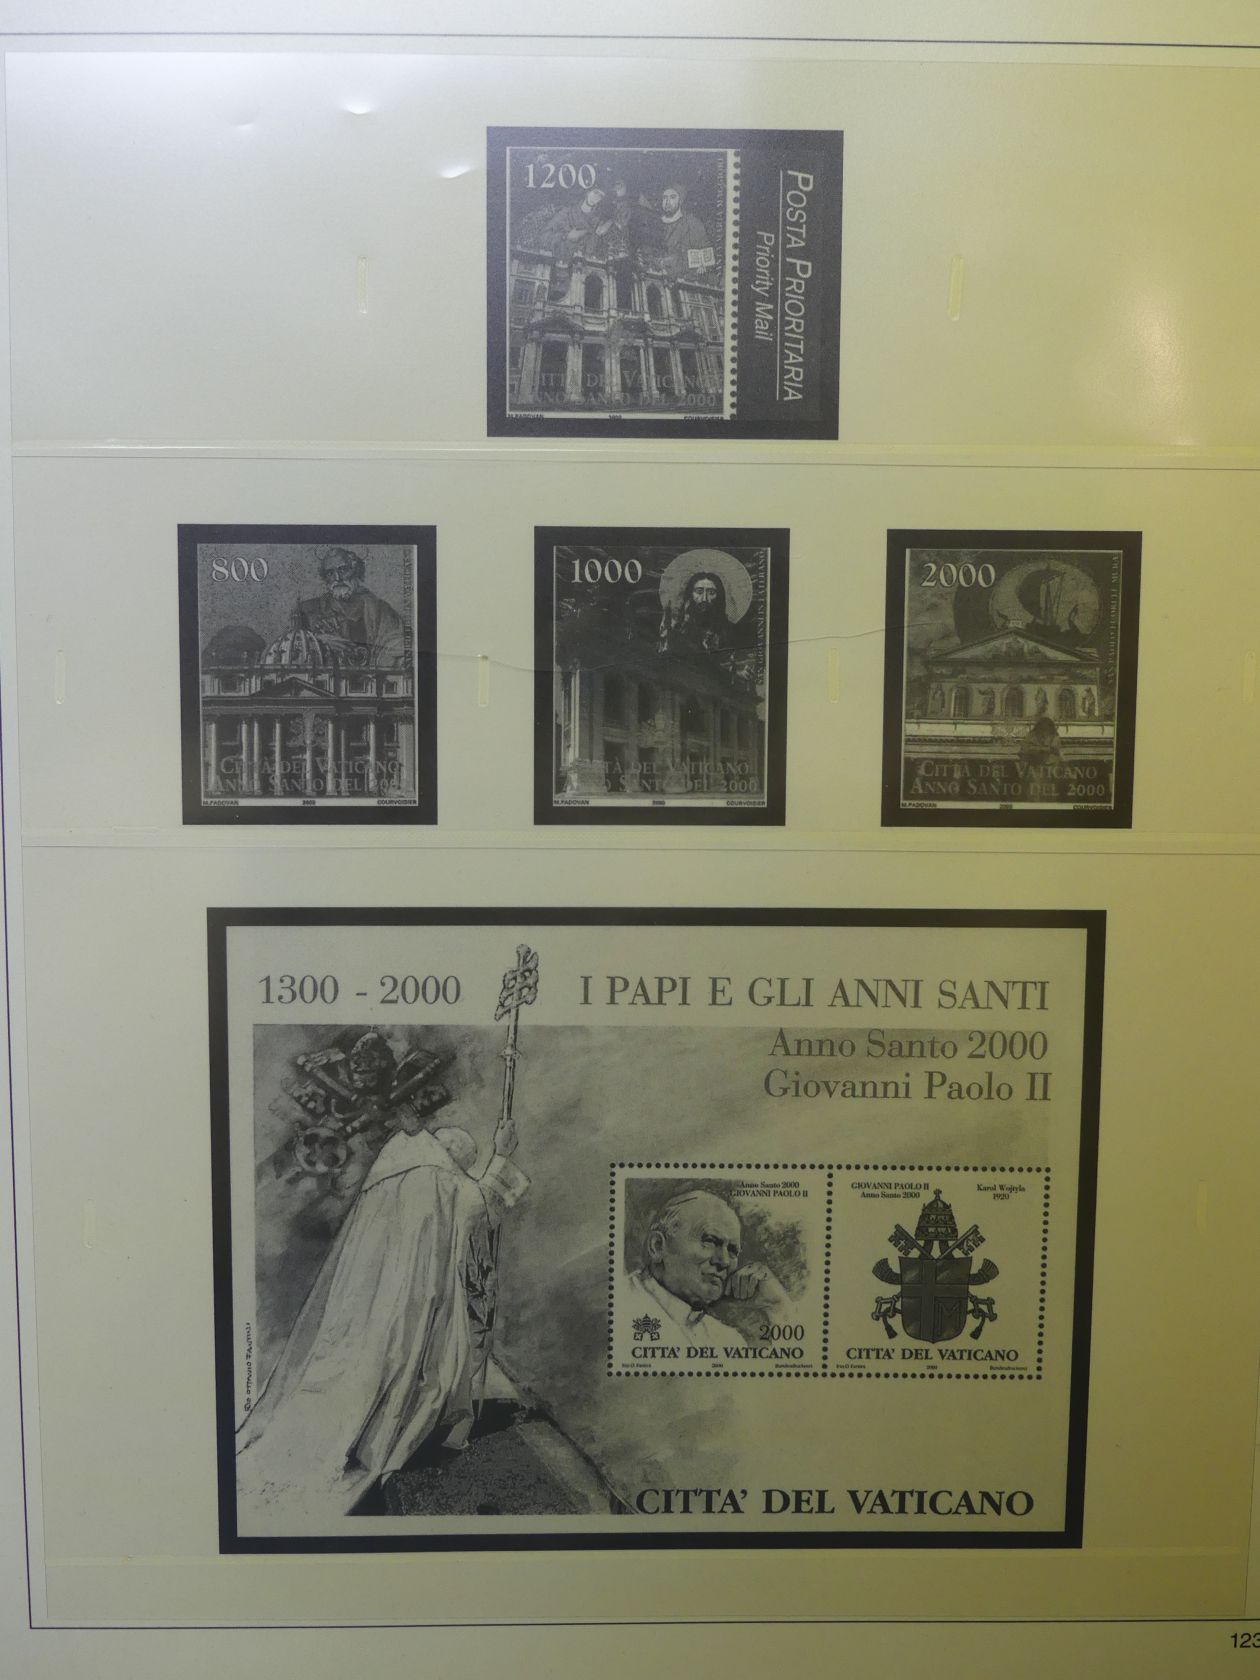 1200
POSTA PRIORITARIA
Priority Mail
CITTÀ DEL VATICANO
ANNO SANTO DEL 2000
M.PADOVAN 2000 COURVOISIER
800
CITTÀ DEL VATICANO
ANNO SANTO DEL 2000
M.PADOVAN 2000 COURVOISIER
1000
CITTÀ DEL VATICANO
ANNO SANTO DEL 2000
M.PADOVAN 2000 COURVOISIER
2000
CITTÀ DEL VATICANO
ANNO SANTO DEL 2000
M.PADOVAN 2000 COURVOISIER
1300 - 2000 I PAPI E GLI ANNI SANTI
Anno Santo 2000
Giovanni Paolo II
Anno Santo 2000
GIOVANNI PAOLO II
2000
CITTA' DEL VATICANO
2000
GIOVANNI PAOLO II Karol Wojtyla
Anno Santo 2000 1920
CITTA' DEL VATICANO
2000
CITTA' DEL VATICANO
123